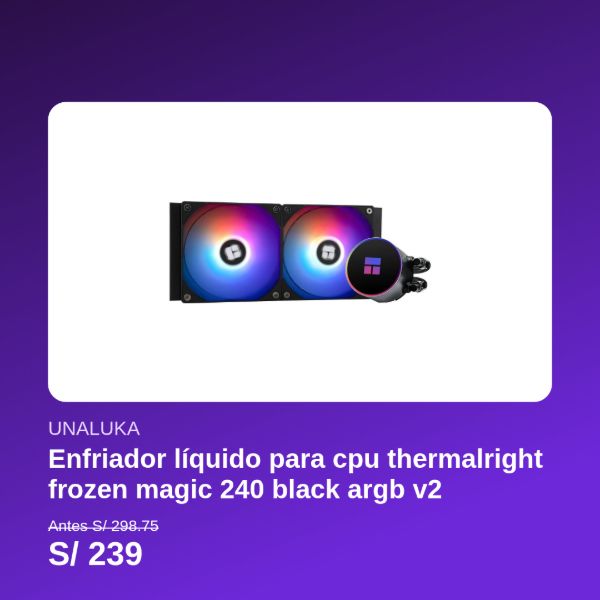 UNALUKA
Enfriador líquido para cpu thermalright
frozen magic 240 black argb v2
Antes S/ 298.75
S/ 239